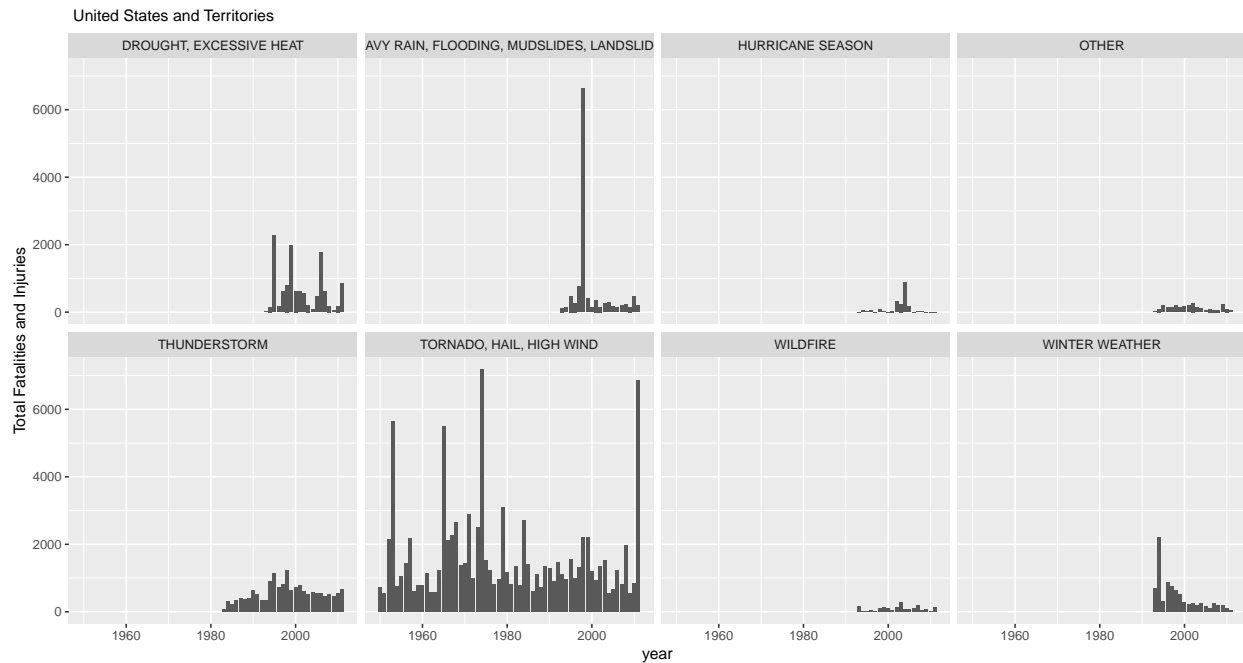 United States and Territories
DROUGHT, EXCESSIVE HEAT
AVY RAIN, FLOODING, MUDSLIDES, LANDSLID
HURRICANE SEASON
OTHER
6000
4000
2000
0
Total Fatalities and Injuries
THUNDERSTORM
TORNADO, HAIL, HIGH WIND
WILDFIRE
WINTER WEATHER
6000
4000
2000
0
1960 1980 2000 1960 1980 2000 1960 1980 2000 1960 1980 2000
year